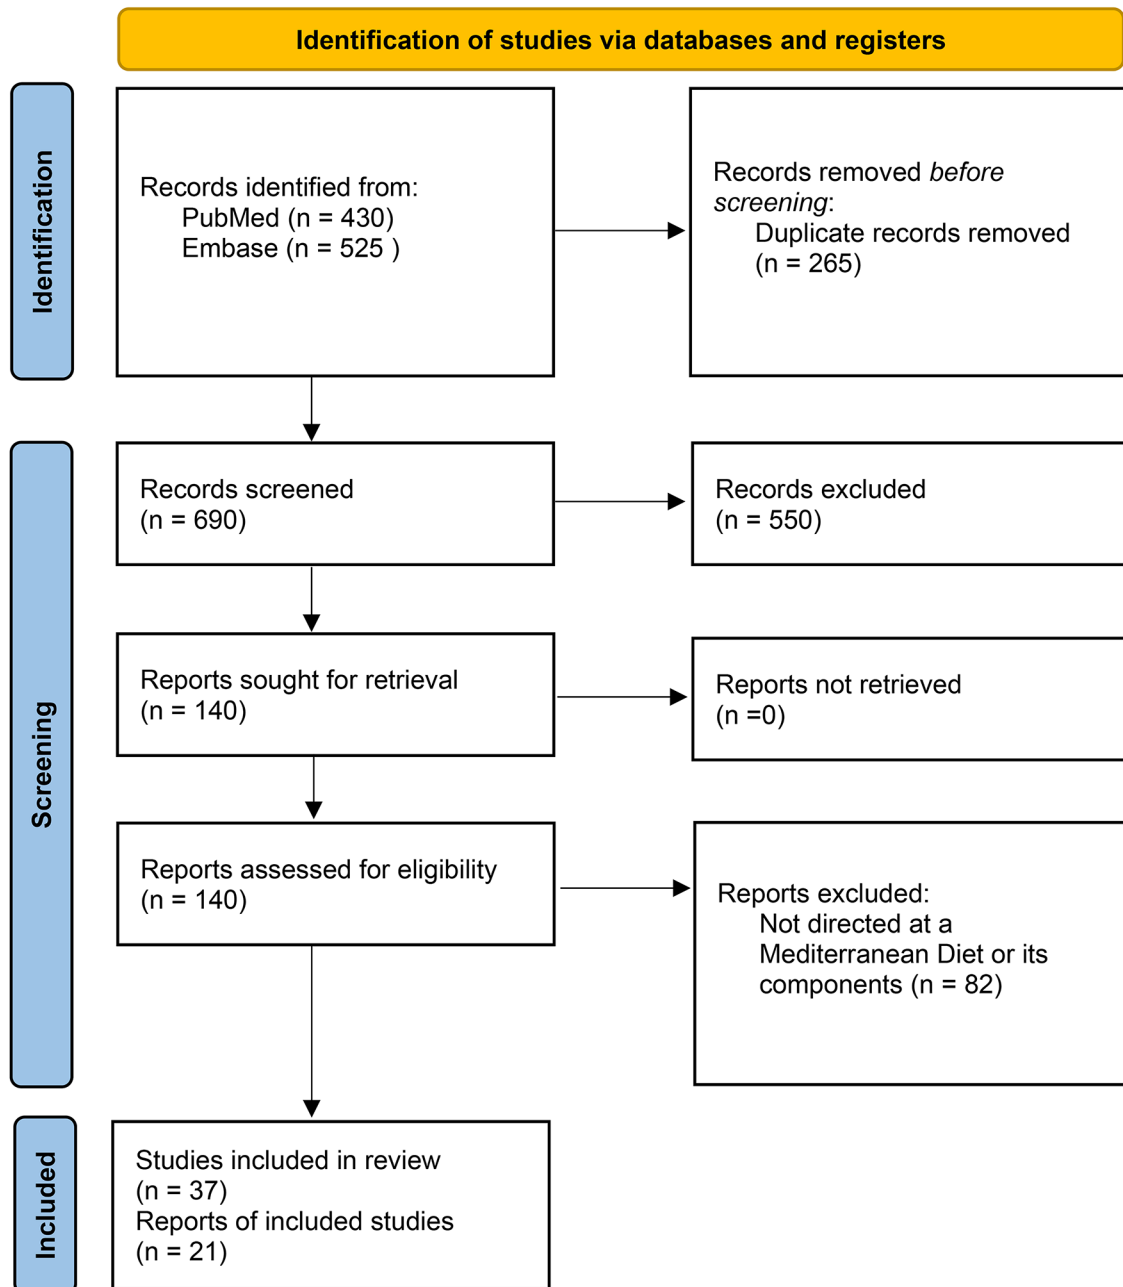 Identification of studies via databases and registers
Identification
Records identified from:
PubMed (n = 430)
Embase (n = 525 )
Records removed before
screening:
Duplicate records removed
(n = 265)
Screening
Records screened
(n = 690)
Records excluded
(n = 550)
Reports sought for retrieval
(n = 140)
Reports not retrieved
(n =0)
Reports assessed for eligibility
(n = 140)
Reports excluded:
Not directed at a
Mediterranean Diet or its
components (n = 82)
Included
Studies included in review
(n = 37)
Reports of included studies
(n = 21)